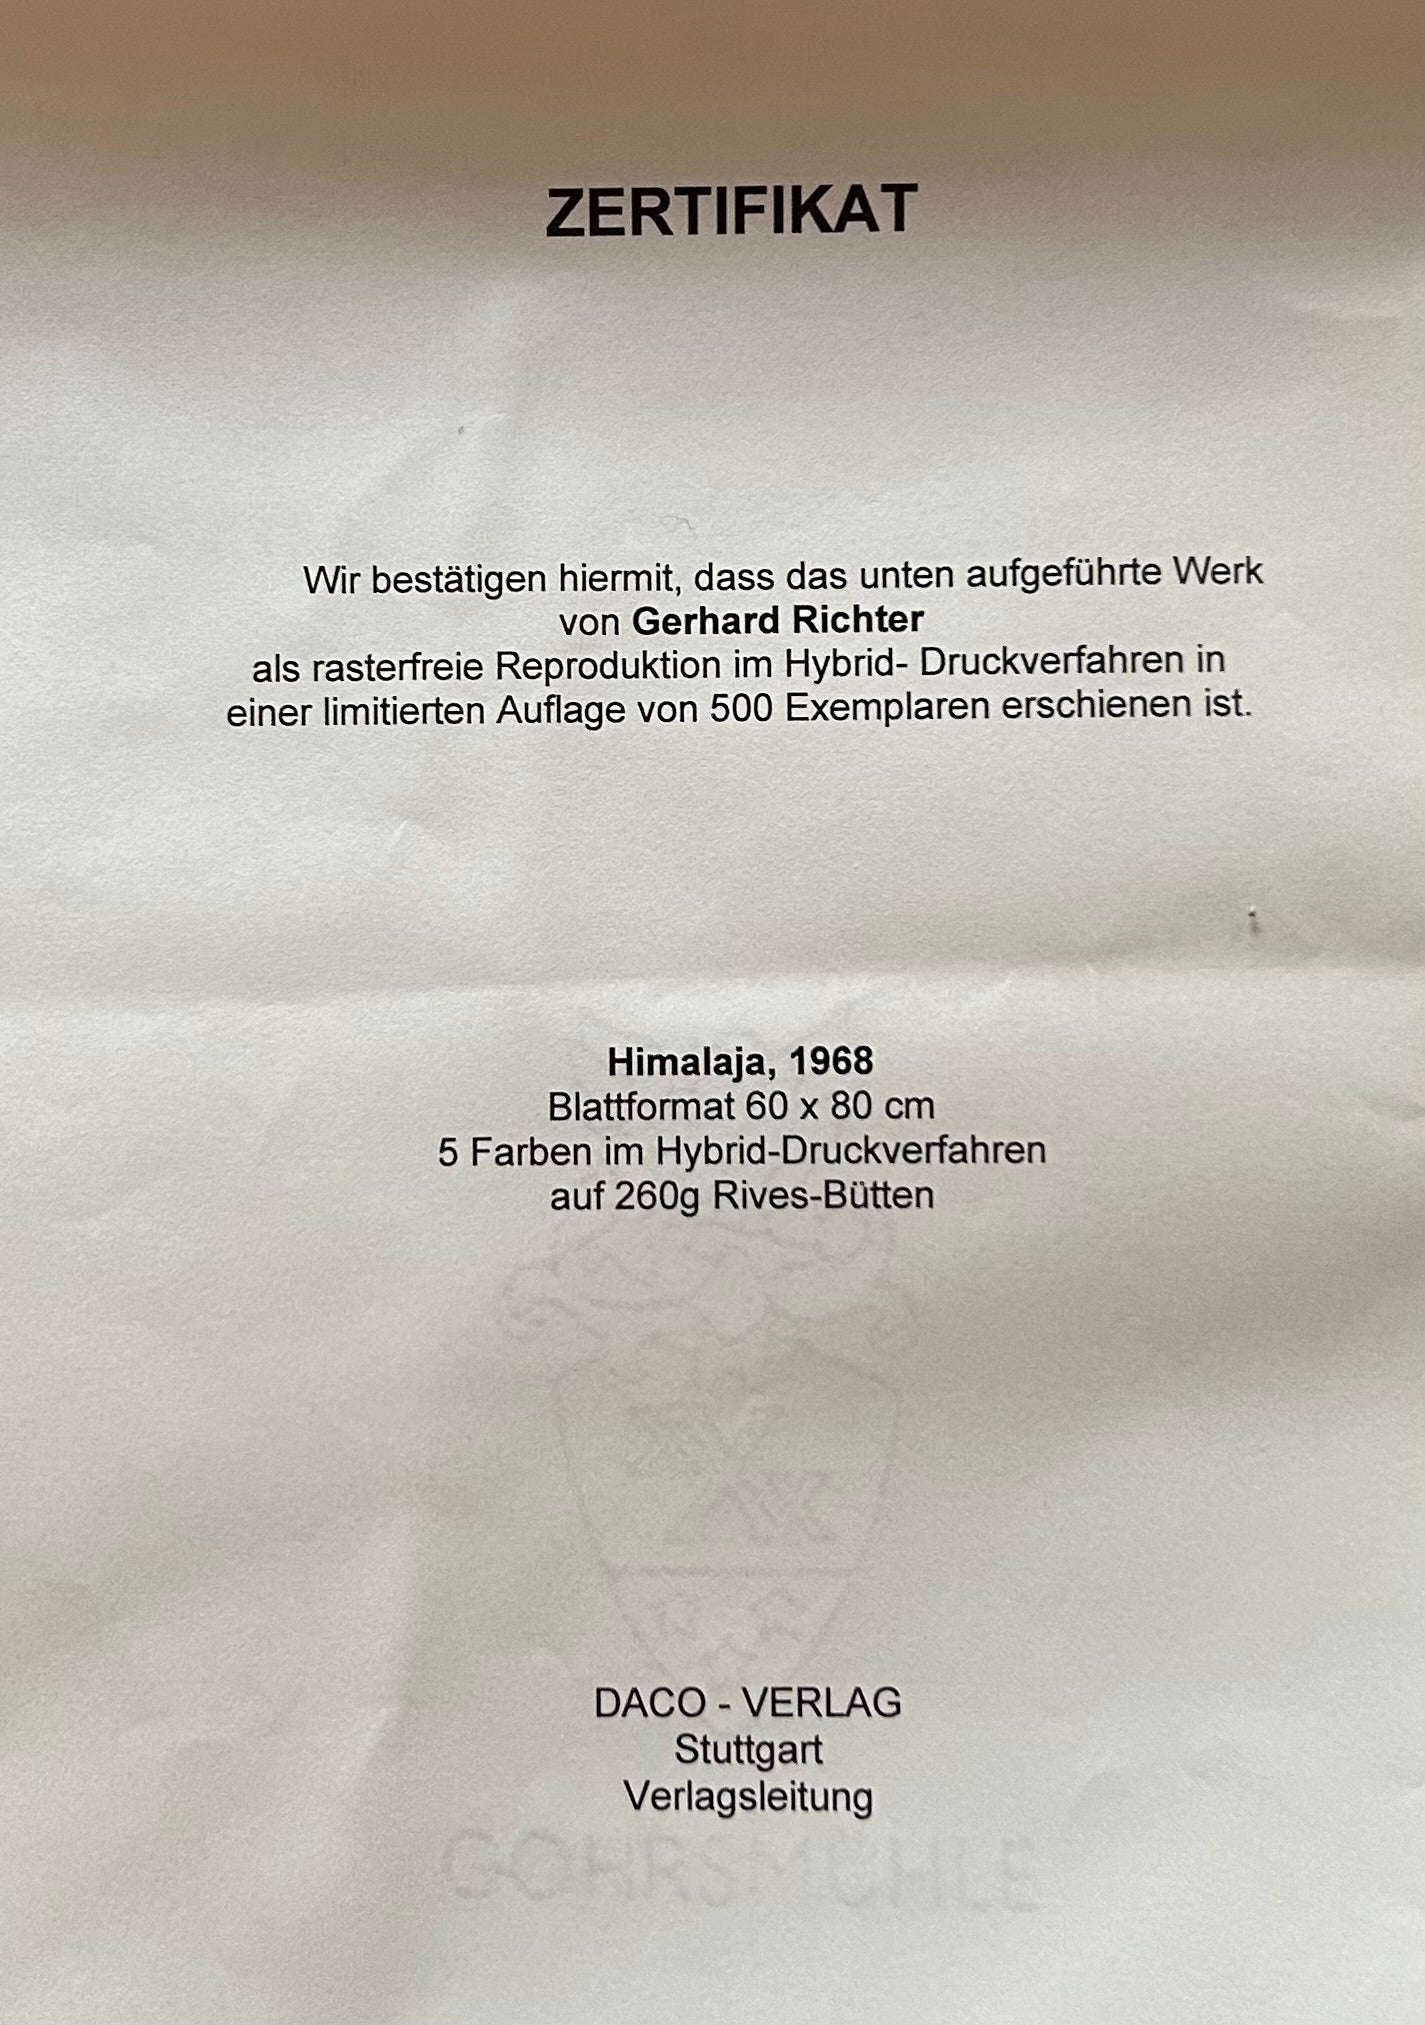 ZERTIFIKAT
Wir bestätigen hiermit, dass das unten aufgeführte Werk
von Gerhard Richter
als rasterfreie Reproduktion im Hybrid- Druckverfahren in
einer limitierten Auflage von 500 Exemplaren erschienen ist.
Himalaja, 1968
Blattformat 60 x 80 cm
5 Farben im Hybrid-Druckverfahren
auf 260g Rives-Bütten
DACO - VERLAG
Stuttgart
Verlagsleitung
GOHRSMÜHLE